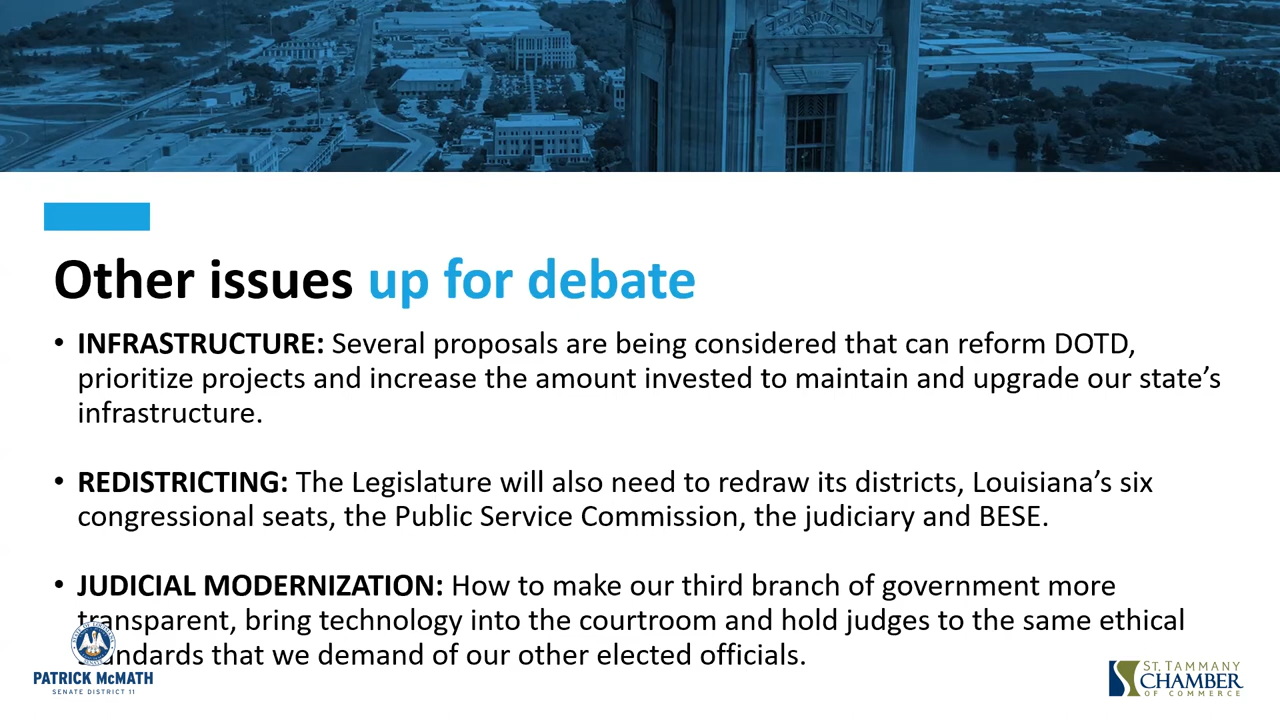 Other issues up for debate
• INFRASTRUCTURE: Several proposals are being considered that can reform DOTD,
prioritize projects and increase the amount invested to maintain and upgrade our state’s
infrastructure.
• REDISTRICTING: The Legislature will also need to redraw its districts, Louisiana’s six
congressional seats, the Public Service Commission, the judiciary and BESE.
• JUDICIAL MODERNIZATION: How to make our third branch of government more
transparent, bring technology into the courtroom and hold judges to the same ethical
standards that we demand of our other elected officials.
PATRICK McMATH
SENATE DISTRICT 11
ST. TAMMANY
CHAMBER
OF COMMERCE